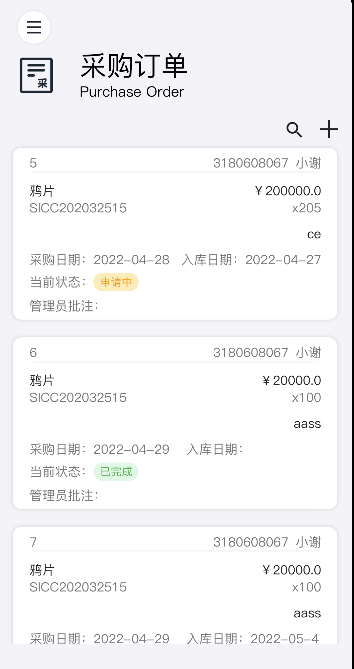 采购订单
Purchase Order
采
5 3180608067 小谢
鸦片 ¥200000.0
SICC202032515 x205
ce
采购日期：2022-04-28 入库日期：2022-04-27
当前状态：申请中
管理员批注：
6 3180608067 小谢
鸦片 ¥20000.0
SICC202032515 x100
aass
采购日期：2022-04-29 入库日期：
当前状态：已完成
管理员批注：
7 3180608067 小谢
鸦片 ¥20000.0
SICC202032515 x100
aass
采购日期：2022-04-29 入库日期：2022-05-4